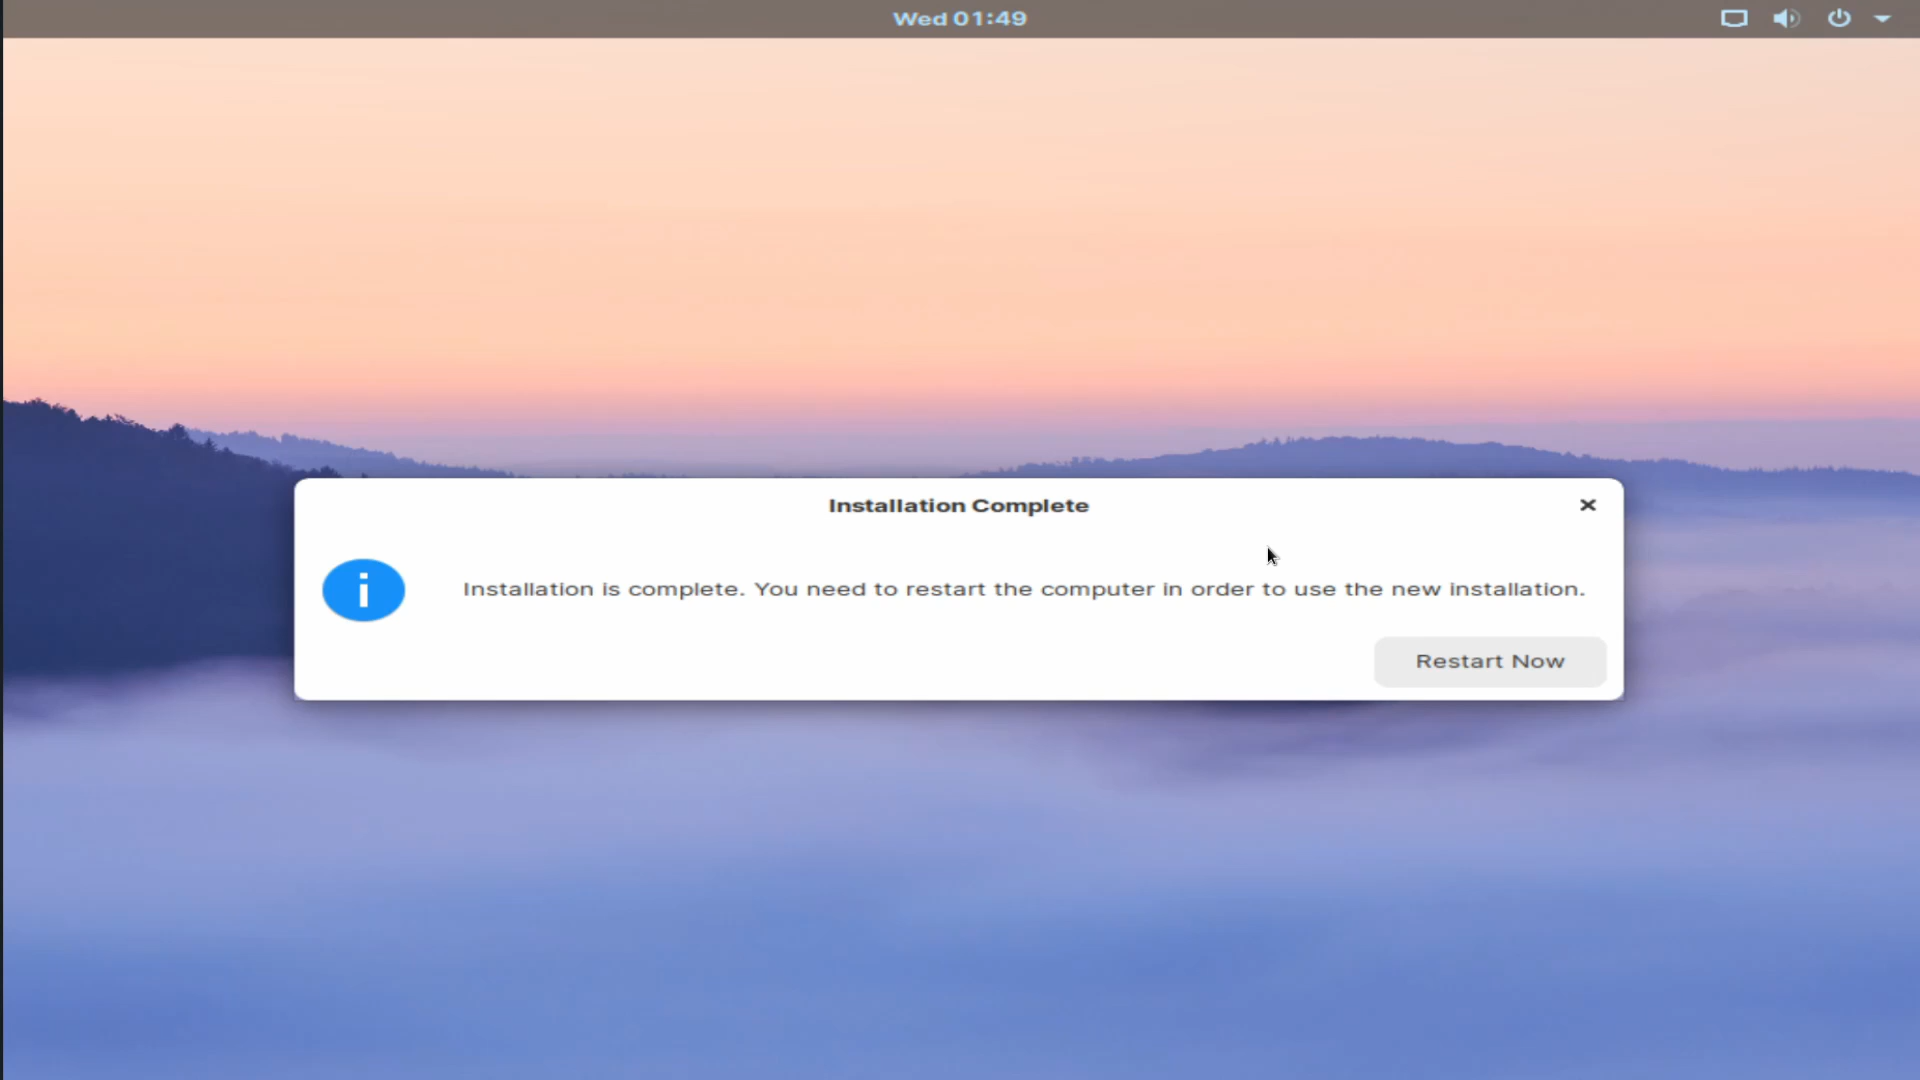 Wed 01:49
Installation Complete
Installation is complete. You need to restart the computer in order to use the new installation.
Restart Now